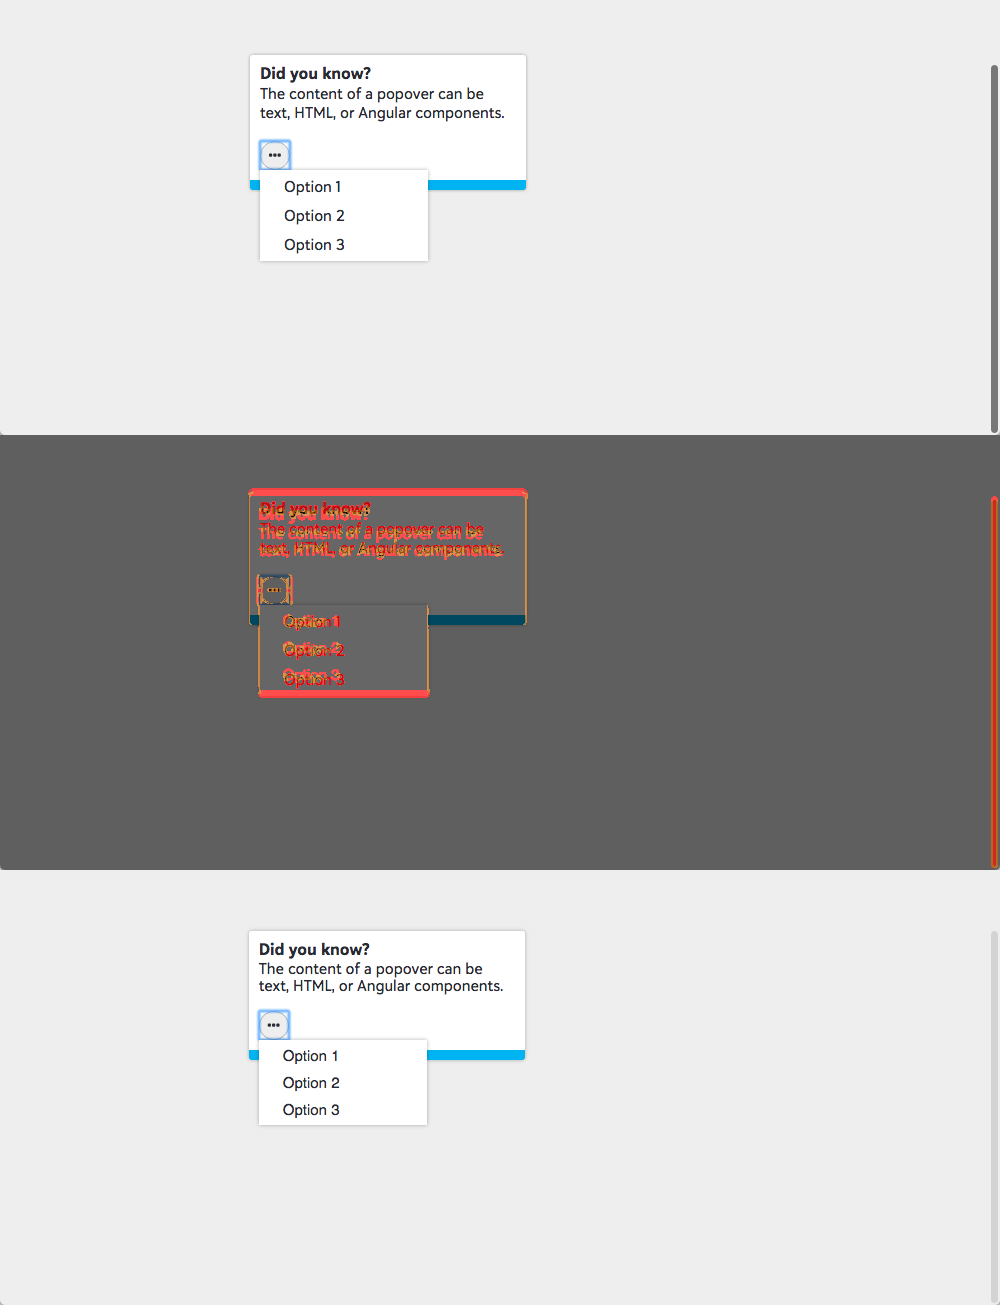 Did you know?
The content of a popover can be
text, HTML, or Angular components.
Option 1
Option 2
Option 3
Did you know?
The content of a popover can be
text, HTML, or Angular components.
Option 1
Option 2
Option 3
Did you know?
The content of a popover can be
text, HTML, or Angular components.
Option 1
Option 2
Option 3